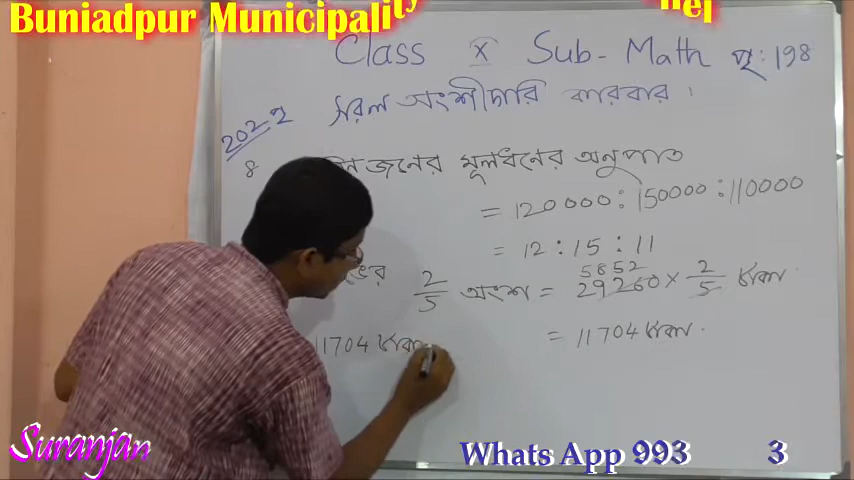 Buniadpur Municipality
Class X Sub - Math পৃ: 198
সরল অংশীদারি কারবার ।
2022
8 জনের মূলধনের অনুপাত
= 120000 : 150000 : 110000
= 12 : 15 : 11
2/5 অংশ = 29260 × 2/5 টাকা
5852
= 11704 টাকা .
11704 টাকা
Suranjan
Whats App 993 3